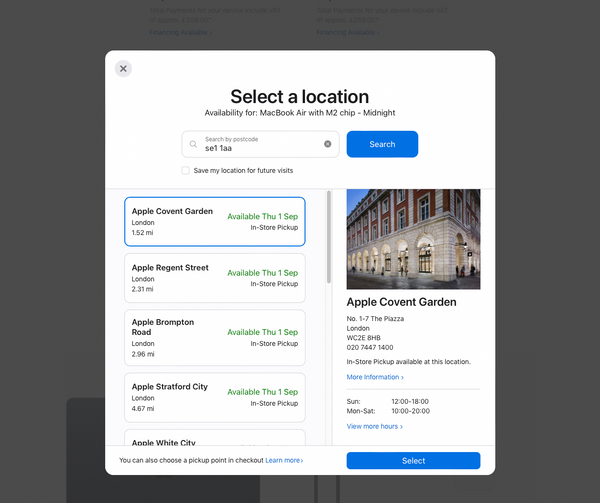 Financing Available ›
Financing Available ›
Select a location
Availability for: MacBook Air with M2 chip - Midnight
Search by postcode
se1 1aa
Search
Save my location for future visits
Apple Covent Garden
London
1.52 mi
Available Thu 1 Sep
In-Store Pickup
Apple Regent Street
London
2.31 mi
Available Thu 1 Sep
In-Store Pickup
Apple Brompton
Road
London
2.96 mi
Available Thu 1 Sep
In-Store Pickup
Apple Stratford City
London
4.67 mi
Available Thu 1 Sep
In-Store Pickup
Apple White City
Apple Covent Garden
No. 1-7 The Piazza
London
WC2E 8HB
020 7447 1400
In-Store Pickup available at this location.
More Information ›
Sun: 12:00-18:00
Mon-Sat: 10:00-20:00
View more hours ›
You can also choose a pickup point in checkout Learn more ›
Select